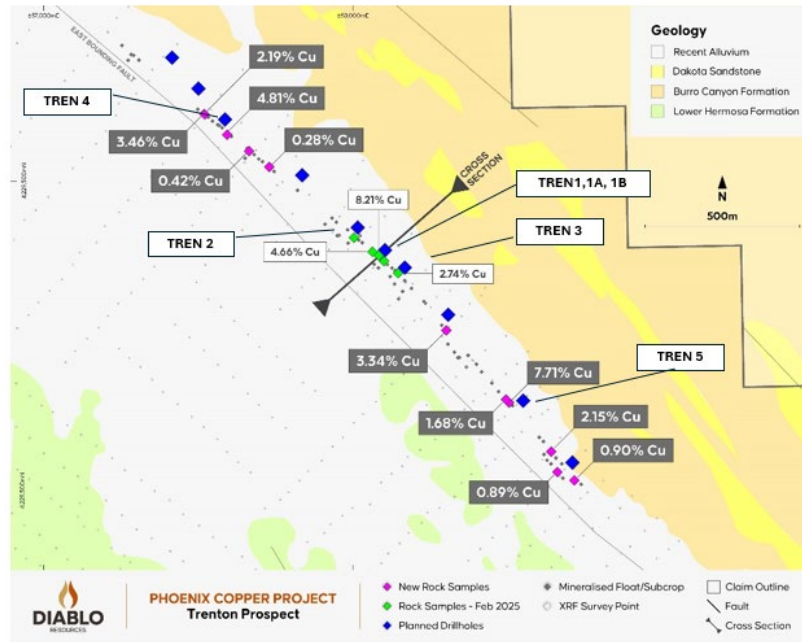 EAST BOUNDING FAULT
2.19% Cu
TREN 4
4.81% Cu
3.46% Cu
0.28% Cu
0.42% Cu
CROSS
SECTION
TREN1,1A, 1B
8.21% Cu
TREN 2
TREN 3
4.66% Cu
2.74% Cu
3.34% Cu
7.71% Cu
TREN 5
1.68% Cu
2.15% Cu
0.90% Cu
0.89% Cu
Geology
Recent Alluvium
Dakota Sandstone
Burro Canyon Formation
Lower Hermosa Formation
N
500m
DIABLO
RESOURCES
PHOENIX COPPER PROJECT
Trenton Prospect
New Rock Samples
Rock Samples - Feb 2025
Planned Drillholes
Mineralised Float/Subcrop
XRF Survey Point
Claim Outline
Fault
Cross Section